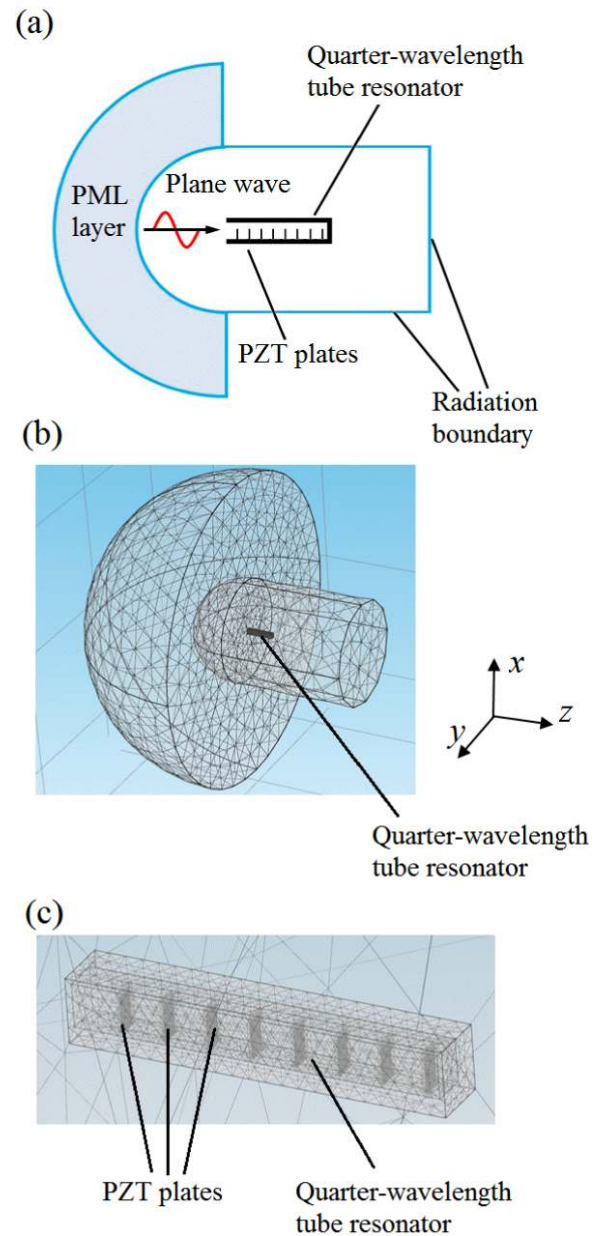 (a)
Quarter-wavelength
tube resonator
Plane wave
PML
layer
PZT plates
Radiation
boundary
(b)
x
y
z
Quarter-wavelength
tube resonator
(c)
PZT plates
Quarter-wavelength
tube resonator